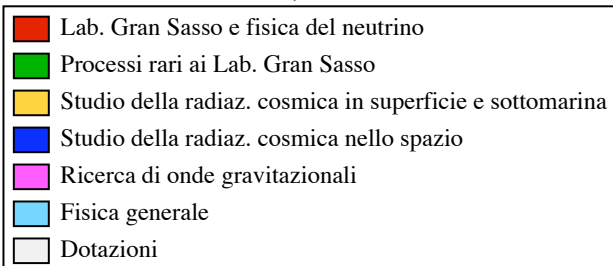 Lab. Gran Sasso e fisica del neutrino
Processi rari ai Lab. Gran Sasso
Studio della radiaz. cosmica in superficie e sottomarina
Studio della radiaz. cosmica nello spazio
Ricerca di onde gravitazionali
Fisica generale
Dotazioni